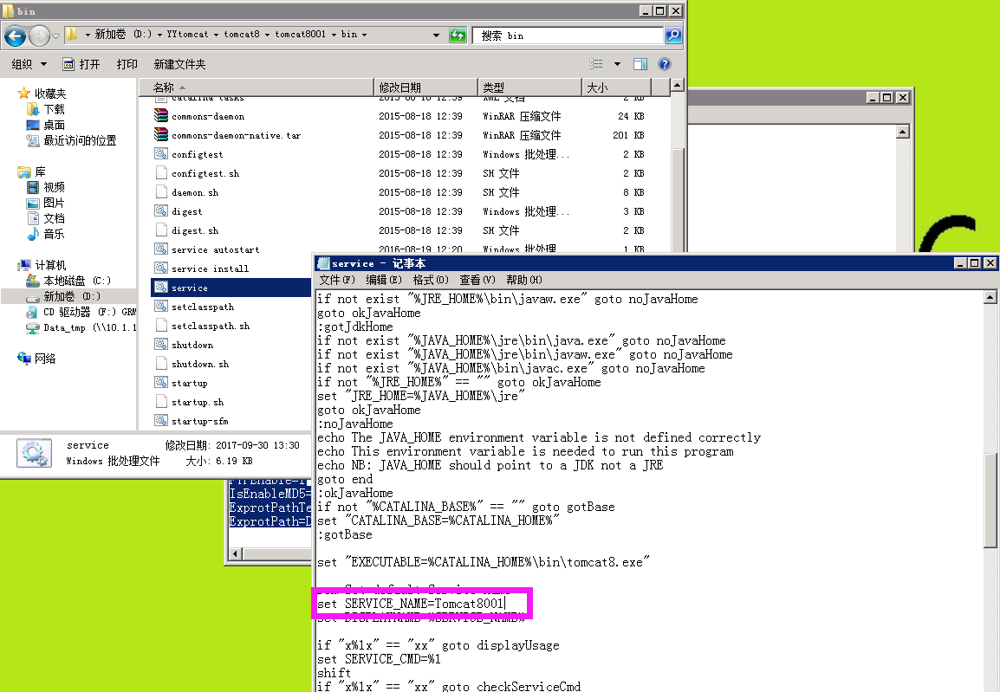 bin
新加卷 (D:) YYtomcat tomcat8 tomcat8001 bin
搜索 bin
组织 打开 打印 新建文件夹
名称 修改日期 类型 大小
catalina-tasks 2015-08-18 12:39 XML 文档 2 KB
commons-daemon 2015-08-18 12:39 WinRAR 压缩文件 24 KB
commons-daemon-native.tar 2015-08-18 12:39 WinRAR 压缩文件 201 KB
configtest 2015-08-18 12:39 Windows 批处理... 2 KB
configtest.sh 2015-08-18 12:39 SH 文件 2 KB
daemon.sh 2015-08-18 12:39 SH 文件 8 KB
digest 2015-08-18 12:39 Windows 批处理... 3 KB
digest.sh 2015-08-18 12:39 SH 文件 2 KB
service autostart 2016-08-19 12:20 Windows 批处理 1 KB
service install
service
setclasspath
setclasspath.sh
shutdown
shutdown.sh
startup
startup.sh
startup-sfm
收藏夹
下载
桌面
最近访问的位置
库
视频
图片
文档
音乐
计算机
本地磁盘 (C:)
新加卷 (D:)
CD 驱动器 (F:) GRM
Data_tmp (\\10.1.1
网络
service 修改日期: 2017-09-30 13:30
Windows 批处理文件 大小: 6.19 KB
IsEnableMD5=
ExprotPathTe
ExprotPath=D
service - 记事本
文件(F) 编辑(E) 格式(O) 查看(V) 帮助(H)
if not exist "%JRE_HOME%\bin\javaw.exe" goto noJavaHome
goto okJavaHome
:gotJdkHome
if not exist "%JAVA_HOME%\jre\bin\java.exe" goto noJavaHome
if not exist "%JAVA_HOME%\jre\bin\javaw.exe" goto noJavaHome
if not exist "%JAVA_HOME%\bin\javac.exe" goto noJavaHome
if not "%JRE_HOME%" == "" goto okJavaHome
set "JRE_HOME=%JAVA_HOME%\jre"
goto okJavaHome
:noJavaHome
echo The JAVA_HOME environment variable is not defined correctly
echo This environment variable is needed to run this program
echo NB: JAVA_HOME should point to a JDK not a JRE
goto end
:okJavaHome
if not "%CATALINA_BASE%" == "" goto gotBase
set "CATALINA_BASE=%CATALINA_HOME%"
:gotBase
set "EXECUTABLE=%CATALINA_HOME%\bin\tomcat8.exe"
set SERVICE_NAME=Tomcat8001
set DISPLAYNAME=%SERVICE_NAME%
if "x%1x" == "xx" goto displayUsage
set SERVICE_CMD=%1
shift
if "x%1x" == "xx" goto checkServiceCmd